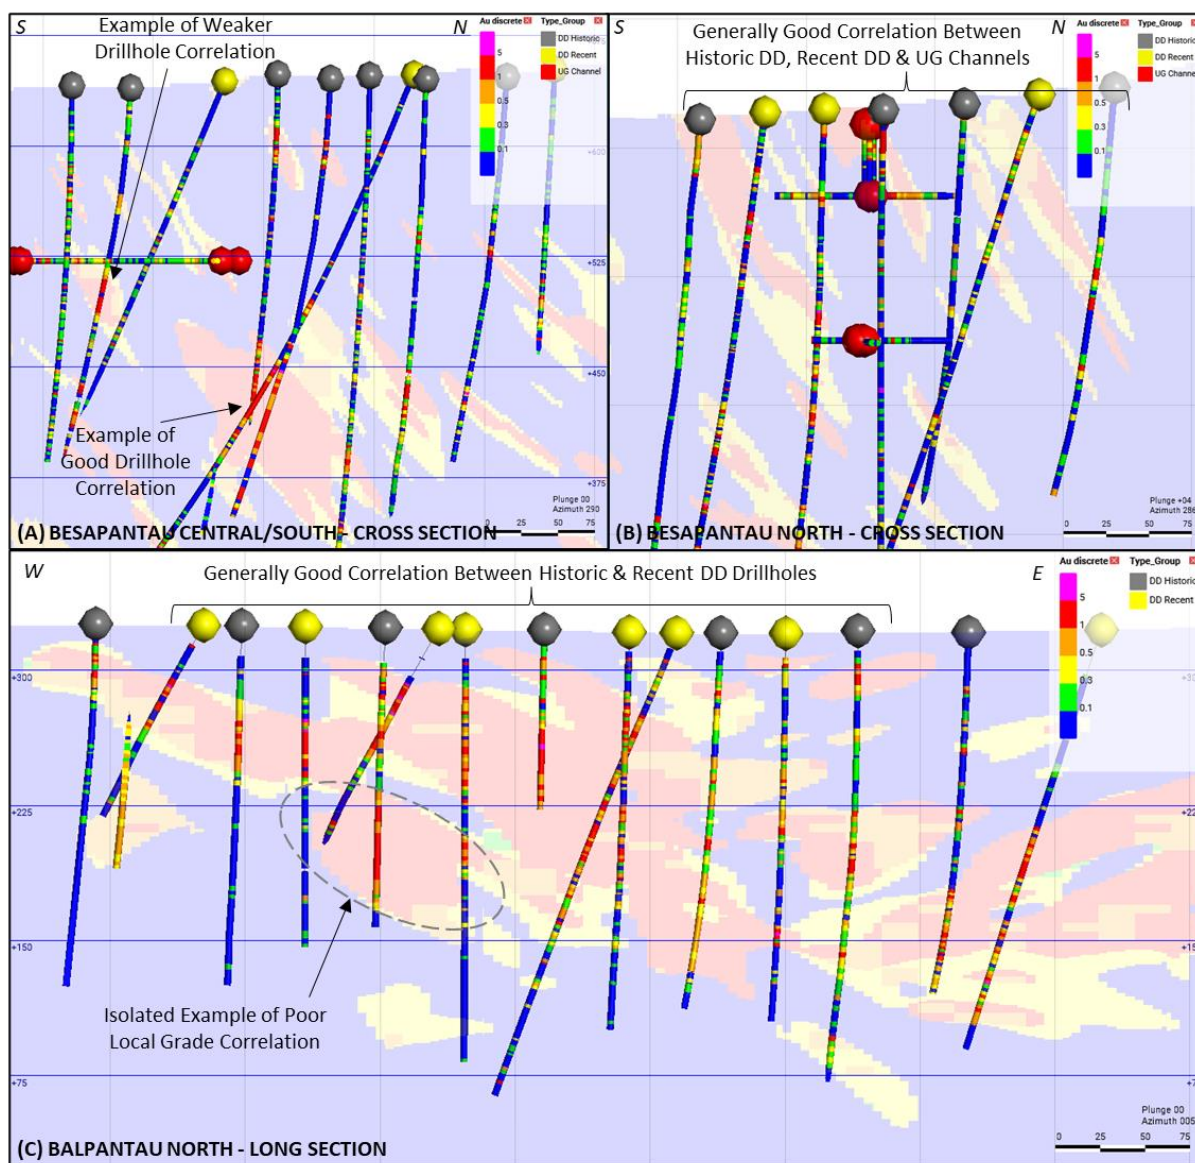 S
Example of Weaker
Drillhole Correlation
N
Au discrete
Type_Group
5
1
0.5
0.3
0.1
DD Historic
DD Recent
UG Channel
+600
+525
+450
+375
Example of
Good Drillhole
Correlation
Plunge 00
Azimuth 290
0 25 50 75
(A) BESAPANTAU CENTRAL/SOUTH - CROSS SECTION
S
Generally Good Correlation Between
Historic DD, Recent DD & UG Channels
N
Au discrete
Type_Group
5
1
0.5
0.3
0.1
DD Historic
DD Recent
UG Channel
Plunge +04
Azimuth 286
0 25 50 75
(B) BESAPANTAU NORTH - CROSS SECTION
W
Generally Good Correlation Between Historic & Recent DD Drillholes
E
Au discrete
Type_Group
5
1
0.5
0.3
0.1
DD Historic
DD Recent
+300
+225
+150
+75
Isolated Example of Poor
Local Grade Correlation
Plunge 00
Azimuth 005
0 25 50 75
(C) BALPANTAU NORTH - LONG SECTION